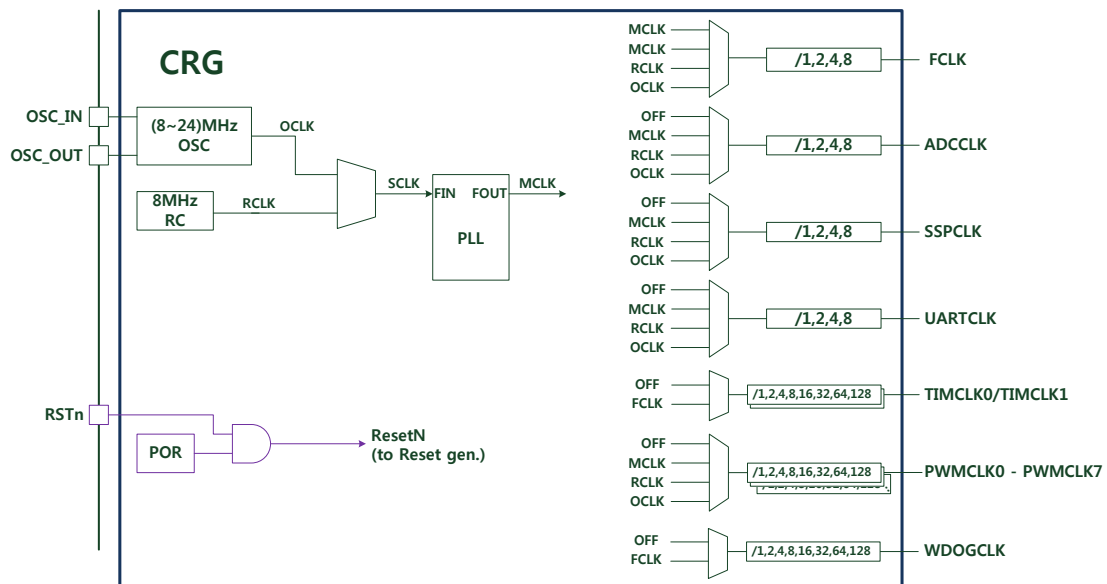 CRG
OSC_IN
OSC_OUT
(8~24)MHz
OSC
OCLK
8MHz
RC
RCLK
SCLK
FIN FOUT
PLL
MCLK
RSTn
POR
ResetN
(to Reset gen.)
MCLK
MCLK
RCLK
OCLK
/1,2,4,8
FCLK
OFF
MCLK
RCLK
OCLK
/1,2,4,8
ADCCLK
OFF
MCLK
RCLK
OCLK
/1,2,4,8
SSPCLK
OFF
MCLK
RCLK
OCLK
/1,2,4,8
UARTCLK
OFF
FCLK
/1,2,4,8,16,32,64,128
TIMCLK0/TIMCLK1
OFF
MCLK
RCLK
OCLK
/1,2,4,8,16,32,64,128
PWMCLK0 - PWMCLK7
OFF
FCLK
/1,2,4,8,16,32,64,128
WDOGCLK